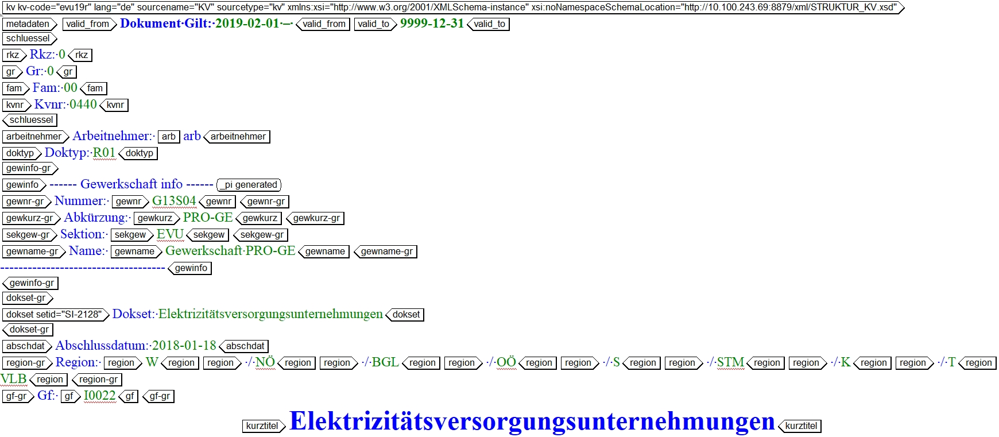 kv kv-code="evu19r" lang="de" sourcename="KV" sourcetype="kv" xmlns:xsi="http://www.w3.org/2001/XMLSchema-instance" xsi:noNamespaceSchemaLocation="http://10.100.243.69:8879/xml/STRUKTUR_KV.xsd"
metadaten valid_from Dokument·Gilt:·2019-02-01·–· valid_from valid_to 9999-12-31 valid_to
schluessel
rkz Rkz:·0 rkz
gr Gr:·0 gr
fam Fam:·00 fam
kvnr Kvnr:·0440 kvnr
schluessel
arbeitnehmer Arbeitnehmer:· arb arb arbeitnehmer
doktyp Doktyp:·R01 doktyp
gewinfo-gr
gewinfo ------ Gewerkschaft info ------ _pi generated
gewnr-gr Nummer:· gewnr G13S04 gewnr gewnr-gr
gewkurz-gr Abkürzung:· gewkurz PRO-GE gewkurz gewkurz-gr
sekgew-gr Sektion:· sekgew EVU sekgew sekgew-gr
gewname-gr Name:· gewname Gewerkschaft·PRO-GE gewname gewname-gr
------------------------------------ gewinfo
gewinfo-gr
dokset-gr
dokset setid="SI-2128" Dokset:·Elektrizitätsversorgungsunternehmungen dokset
dokset-gr
abschdat Abschlussdatum:·2018-01-18 abschdat
region-gr Region:· region W region region ·/·NÖ region region ·/·BGL region region ·/·OÖ region region ·/·S region region ·/·STM region region ·/·K region region ·/·T region
VLB region region-gr
gf-gr Gf:· gf I0022 gf gf-gr
kurztitel Elektrizitätsversorgungsunternehmungen kurztitel